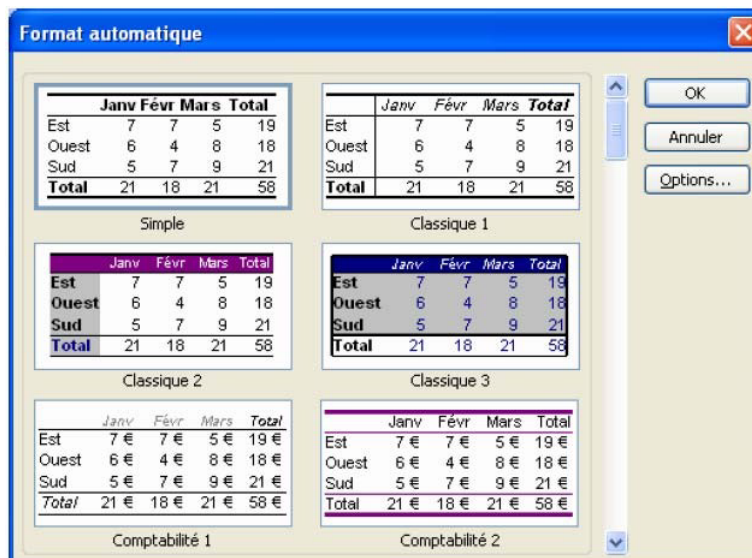 Format automatique
Janv Févr Mars Total
Est 7 7 5 19
Ouest 6 4 8 18
Sud 5 7 9 21
Total 21 18 21 58
Simple
Janv Févr Mars Total
Est 7 7 5 19
Ouest 6 4 8 18
Sud 5 7 9 21
Total 21 18 21 58
Classique 1
OK
Annuler
Options...
Janv Févr Mars Total
Est 7 7 5 19
Ouest 6 4 8 18
Sud 5 7 9 21
Total 21 18 21 58
Classique 2
Janv Févr Mars Total
Est 7 7 5 19
Ouest 6 4 8 18
Sud 5 7 9 21
Total 21 18 21 58
Classique 3
Janv Févr Mars Total
Est 7 € 7 € 5 € 19 €
Ouest 6 € 4 € 8 € 18 €
Sud 5 € 7 € 9 € 21 €
Total 21 € 18 € 21 € 58 €
Comptabilité 1
Janv Févr Mars Total
Est 7 € 7 € 5 € 19 €
Ouest 6 € 4 € 8 € 18 €
Sud 5 € 7 € 9 € 21 €
Total 21 € 18 € 21 € 58 €
Comptabilité 2